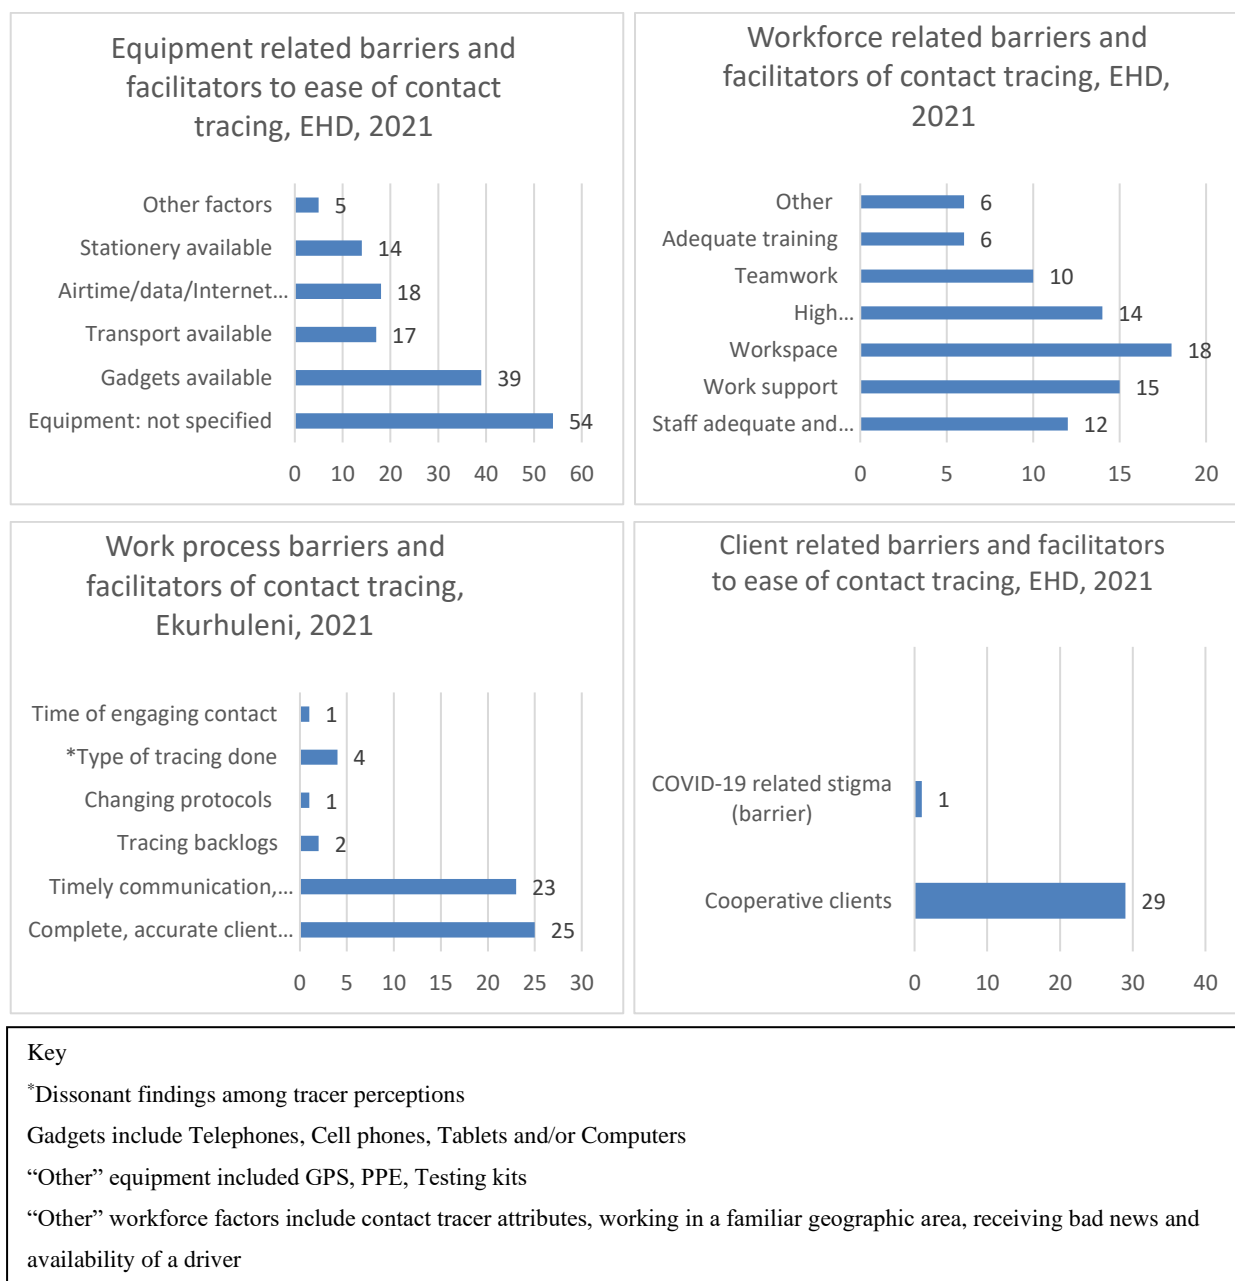 Equipment related barriers and
facilitators to ease of contact
tracing, EHD, 2021
Other factors
5
Stationery available
14
Airtime/data/Internet...
18
Transport available
17
Gadgets available
39
Equipment: not specified
54
0 10 20 30 40 50 60
Workforce related barriers and
facilitators of contact tracing, EHD,
2021
Other
6
Adequate training
6
Teamwork
10
High...
14
Workspace
18
Work support
15
Staff adequate and...
12
0 5 10 15 20
Work process barriers and
facilitators of contact tracing,
Ekurhuleni, 2021
Time of engaging contact
1
*Type of tracing done
4
Changing protocols
1
Tracing backlogs
2
Timely communication,...
23
Complete, accurate client...
25
0 5 10 15 20 25 30
Client related barriers and facilitators
to ease of contact tracing, EHD, 2021
COVID-19 related stigma
(barrier)
1
Cooperative clients
29
0 10 20 30 40
Key
*Dissonant findings among tracer perceptions
Gadgets include Telephones, Cell phones, Tablets and/or Computers
“Other” equipment included GPS, PPE, Testing kits
“Other” workforce factors include contact tracer attributes, working in a familiar geographic area, receiving bad news and
availability of a driver